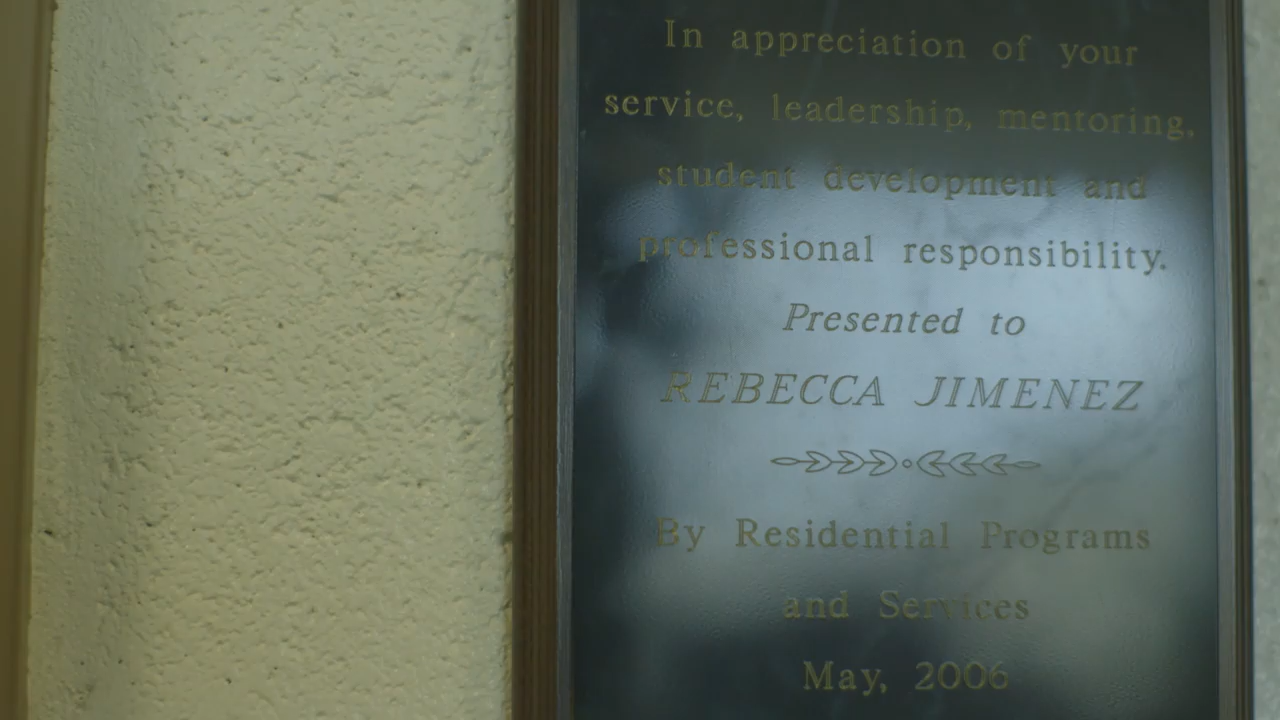 In appreciation of your
service, leadership, mentoring,
student development and
professional responsibility.
Presented to
REBECCA JIMENEZ
By Residential Programs
and Services
May, 2006